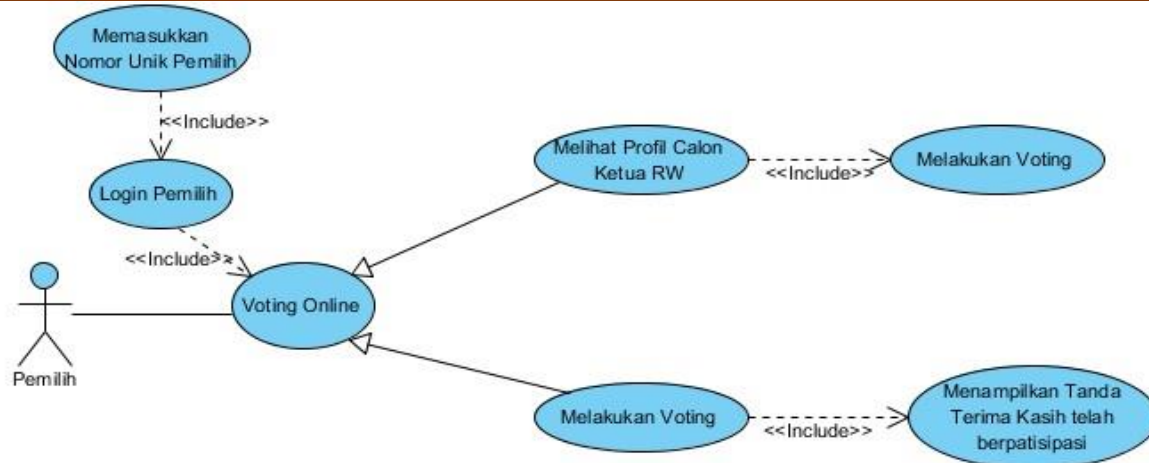 Memasukkan
Nomor Unik Pemilih
<<Include>>
Login Pemilih
<<Include>>
Pemilih
Voting Online
Melihat Profil Calon
Ketua RW
<<Include>>
Melakukan Voting
Melakukan Voting
<<Include>>
Menampilkan Tanda
Terima Kasih telah
berpatisipasi